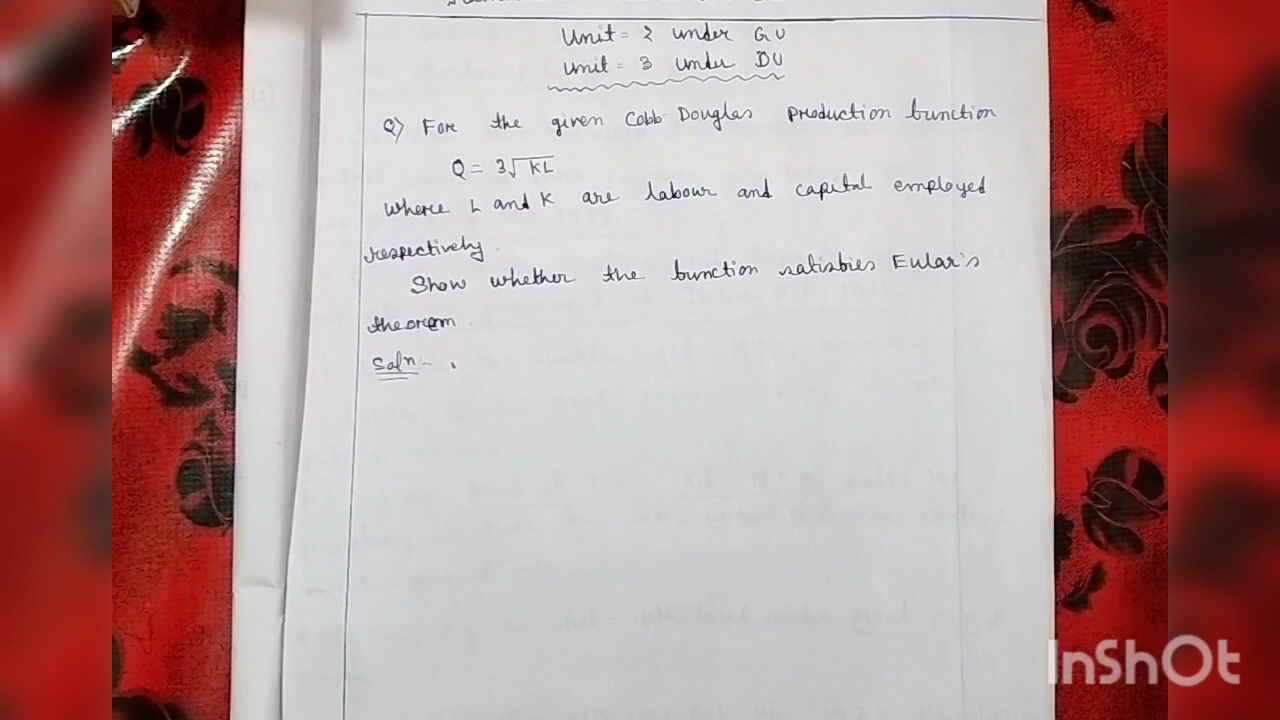 Unit = 2 under GU
Unit = 3 under DU
Q) For the given Cobb Douglas production function
Q = 3√KL
where L and K are labour and capital employed
respectively.
Show whether the function satisfies Eular's
theorem.
Soln -
InShOt